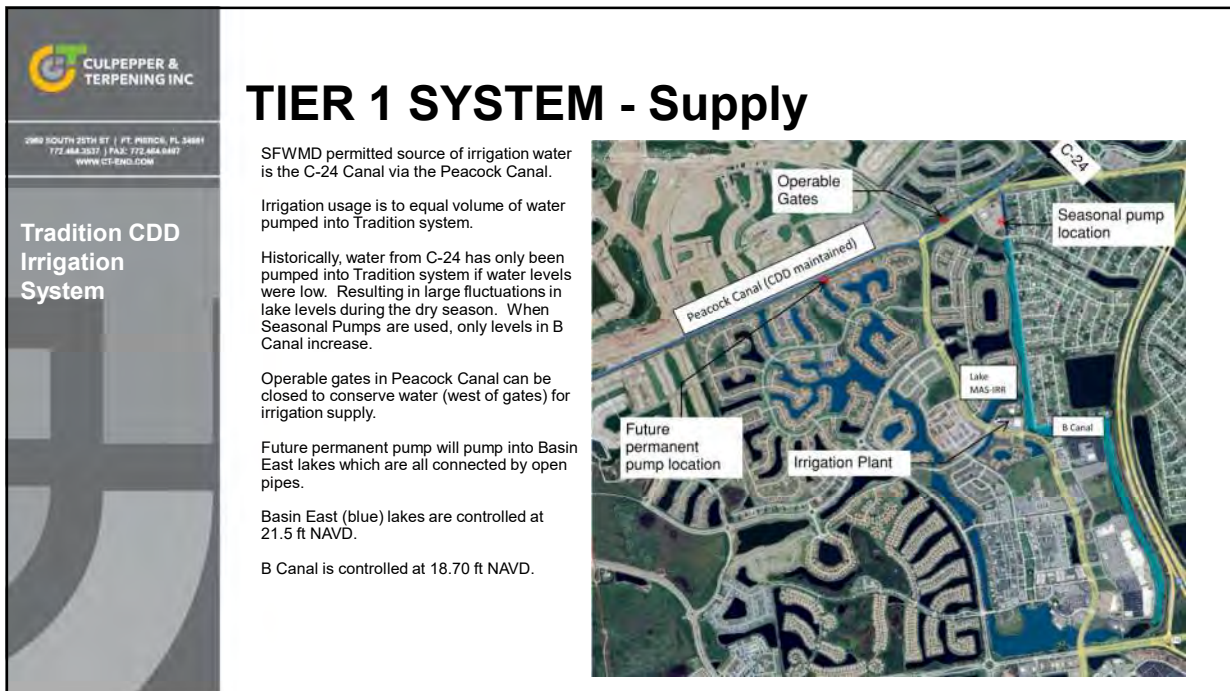 CULPEPPER &
TERPENING INC
2980 SOUTH 25TH ST | FT. PIERCE, FL 34981
772.464.3537 | FAX: 772.464.9497
WWW.CT-ENG.COM
Tradition CDD
Irrigation
System
TIER 1 SYSTEM - Supply
SFWMD permitted source of irrigation water
is the C-24 Canal via the Peacock Canal.
Irrigation usage is to equal volume of water
pumped into Tradition system.
Historically, water from C-24 has only been
pumped into Tradition system if water levels
were low. Resulting in large fluctuations in
lake levels during the dry season. When
Seasonal Pumps are used, only levels in B
Canal increase.
Operable gates in Peacock Canal can be
closed to conserve water (west of gates) for
irrigation supply.
Future permanent pump will pump into Basin
East lakes which are all connected by open
pipes.
Basin East (blue) lakes are controlled at
21.5 ft NAVD.
B Canal is controlled at 18.70 ft NAVD.
C-24
Operable
Gates
Seasonal pump
location
Peacock Canal (CDD maintained)
Lake
MAS-IRR
Future
permanent
pump location
B Canal
Irrigation Plant